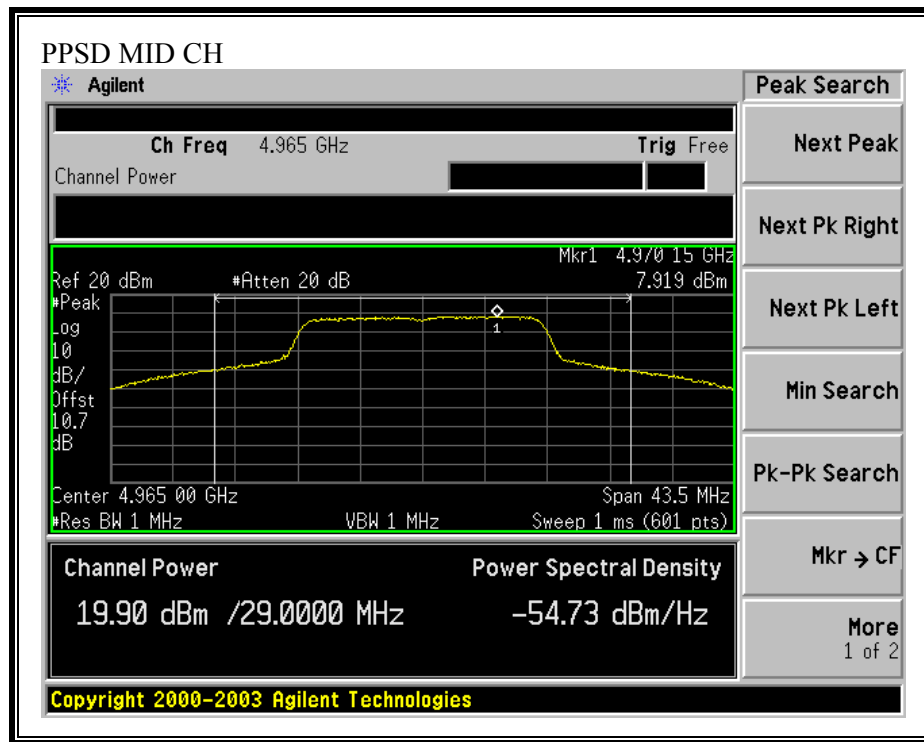 PPSD MID CH
Agilent
Peak Search
Ch Freq 4.965 GHz Trig Free
Channel Power
Next Peak
Next Pk Right
Mkr1 4.970 15 GHz
Ref 20 dBm #Atten 20 dB 7.919 dBm
#Peak
Log
10
dB/
Offst
10.7
dB
1
Next Pk Left
Min Search
Pk-Pk Search
Center 4.965 00 GHz Span 43.5 MHz
#Res BW 1 MHz VBW 1 MHz Sweep 1 ms (601 pts)
Channel Power Power Spectral Density
19.90 dBm /29.0000 MHz -54.73 dBm/Hz
Mkr → CF
More
1 of 2
Copyright 2000-2003 Agilent Technologies